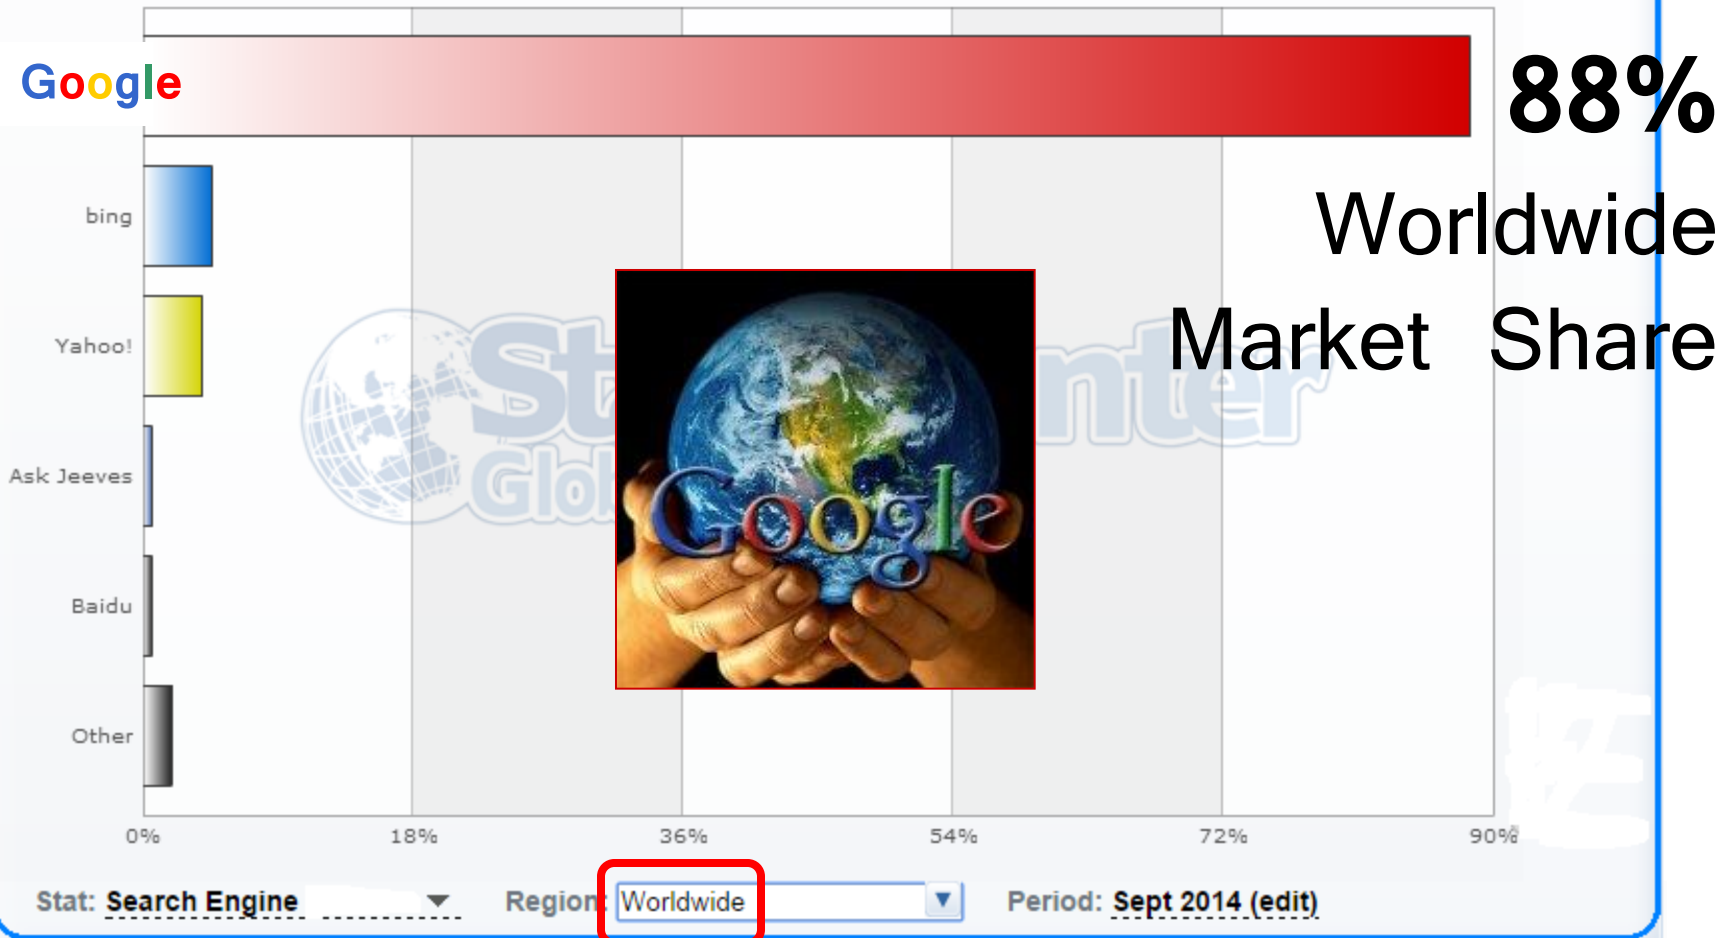 Google
88%
bing
Worldwide
Yahoo!
Market Share
Ask Jeeves
Google
Baidu
Other
0% 18% 36% 54% 72% 90%
Stat: Search Engine Region: Worldwide Period: Sept 2014 (edit)